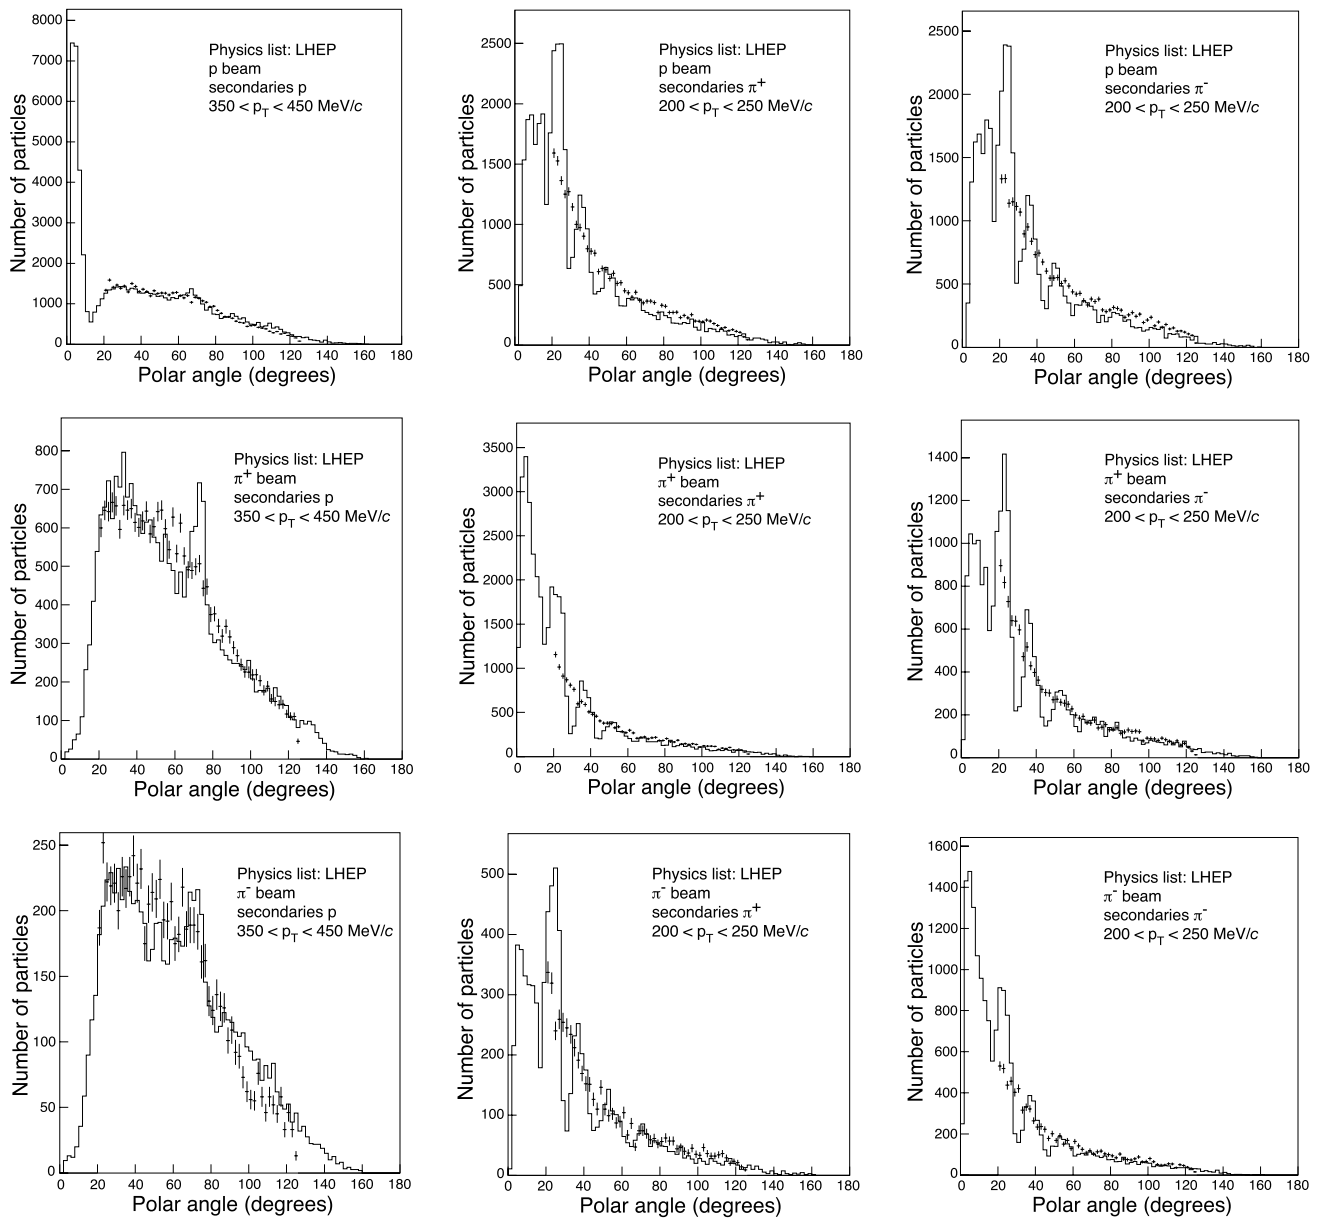 8000
7000
6000
5000
4000
3000
2000
1000
0
Number of particles
Physics list: LHEP
p beam
secondaries p
350 < pT < 450 MeV/c
0 20 40 60 80 100 120 140 160 180
Polar angle (degrees)
2500
2000
1500
1000
500
0
Number of particles
Physics list: LHEP
p beam
secondaries π+
200 < pT < 250 MeV/c
0 20 40 60 80 100 120 140 160 180
Polar angle (degrees)
2500
2000
1500
1000
500
0
Number of particles
Physics list: LHEP
p beam
secondaries π-
200 < pT < 250 MeV/c
0 20 40 60 80 100 120 140 160 180
Polar angle (degrees)
800
700
600
500
400
300
200
100
0
Number of particles
Physics list: LHEP
π+ beam
secondaries p
350 < pT < 450 MeV/c
0 20 40 60 80 100 120 140 160 180
Polar angle (degrees)
3500
3000
2500
2000
1500
1000
500
0
Number of particles
Physics list: LHEP
π+ beam
secondaries π+
200 < pT < 250 MeV/c
0 20 40 60 80 100 120 140 160 180
Polar angle (degrees)
1400
1200
1000
800
600
400
200
0
Number of particles
Physics list: LHEP
π+ beam
secondaries π-
200 < pT < 250 MeV/c
0 20 40 60 80 100 120 140 160 180
Polar angle (degrees)
250
200
150
100
50
0
Number of particles
Physics list: LHEP
π- beam
secondaries p
350 < pT < 450 MeV/c
0 20 40 60 80 100 120 140 160 180
Polar angle (degrees)
500
400
300
200
100
0
Number of particles
Physics list: LHEP
π- beam
secondaries π+
200 < pT < 250 MeV/c
0 20 40 60 80 100 120 140 160 180
Polar angle (degrees)
1600
1400
1200
1000
800
600
400
200
0
Number of particles
Physics list: LHEP
π- beam
secondaries π-
200 < pT < 250 MeV/c
0 20 40 60 80 100 120 140 160 180
Polar angle (degrees)